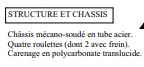 STRUCTURE ET CHASSIS
Châssis mécano-soudé en tube acier.
Quatre roulettes (dont 2 avec frein).
Carenage en polycarbonate translucide.